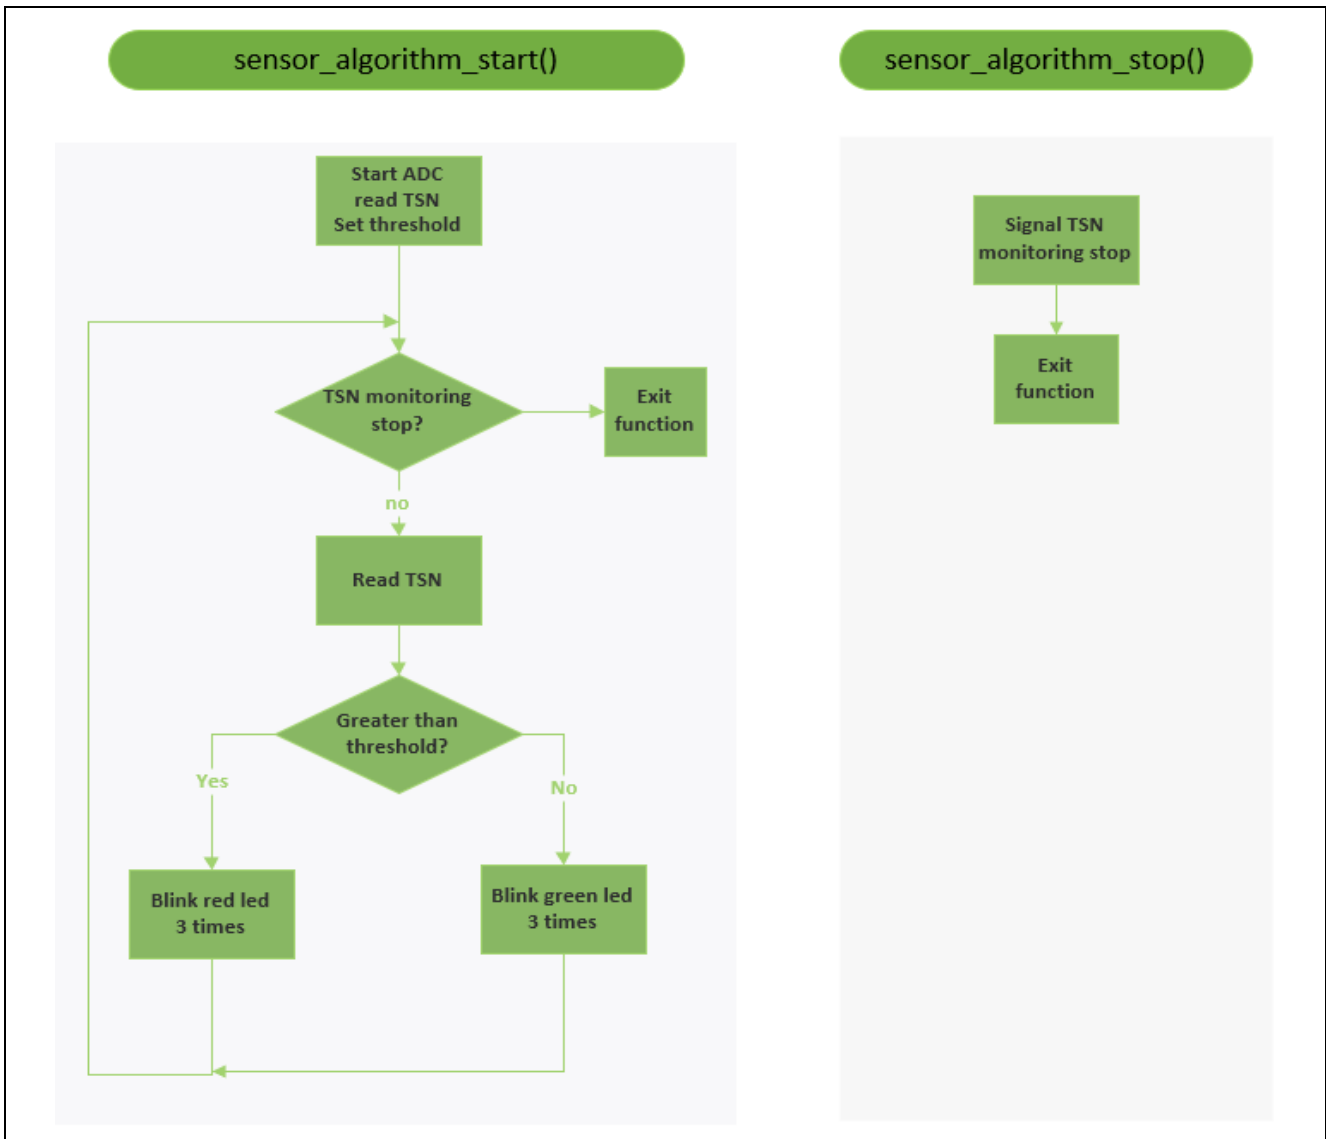 sensor_algorithm_start()
Start ADC
read TSN
Set threshold
TSN monitoring
stop?
Exit
function
no
Read TSN
Greater than
threshold?
Yes
No
Blink red led
3 times
Blink green led
3 times
sensor_algorithm_stop()
Signal TSN
monitoring stop
Exit
function